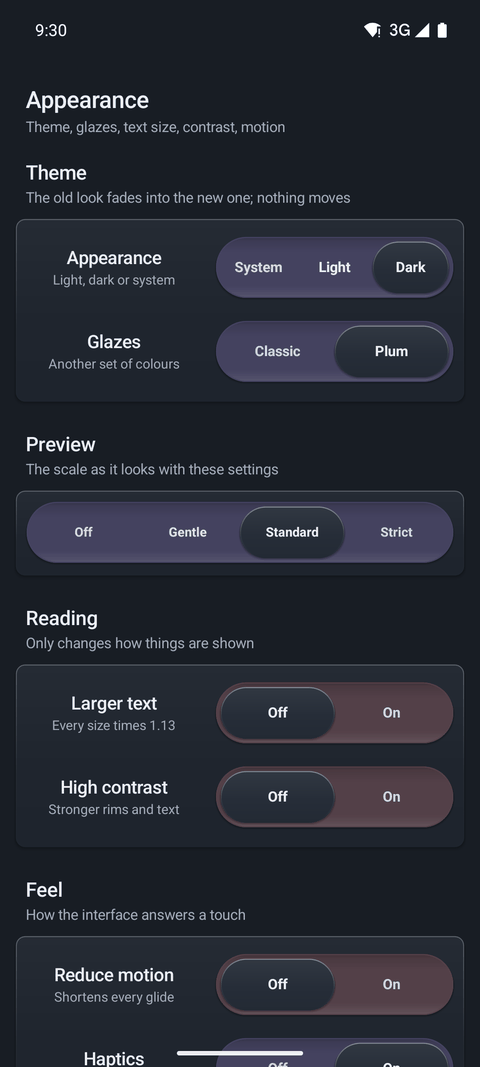 9:30
3G
Appearance
Theme, glazes, text size, contrast, motion
Theme
The old look fades into the new one; nothing moves
Appearance
Light, dark or system
System
Light
Dark
Glazes
Another set of colours
Classic
Plum
Preview
The scale as it looks with these settings
Off
Gentle
Standard
Strict
Reading
Only changes how things are shown
Larger text
Every size times 1.13
Off
On
High contrast
Stronger rims and text
Off
On
Feel
How the interface answers a touch
Reduce motion
Shortens every glide
Off
On
Haptics
Off
On